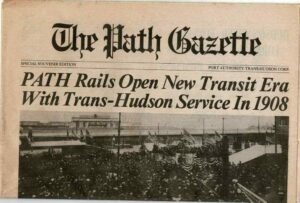 The Path Gazette
SPECIAL SOUVENIR EDITION PORT AUTHORITY TRANS-HUDSON CORP.
PATH Rails Open New Transit Era
With Trans-Hudson Service In 1908